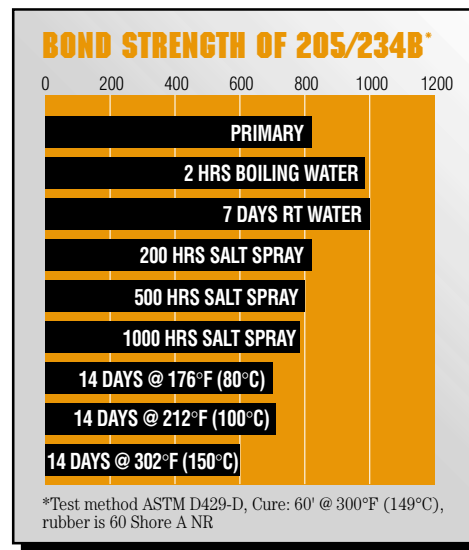 BOND STRENGTH OF 205/234B*
0 200 400 600 800 1000 1200
PRIMARY
2 HRS BOILING WATER
7 DAYS RT WATER
200 HRS SALT SPRAY
500 HRS SALT SPRAY
1000 HRS SALT SPRAY
14 DAYS @ 176°F (80°C)
14 DAYS @ 212°F (100°C)
14 DAYS @ 302°F (150°C)
*Test method ASTM D429-D, Cure: 60' @ 300°F (149°C),
rubber is 60 Shore A NR